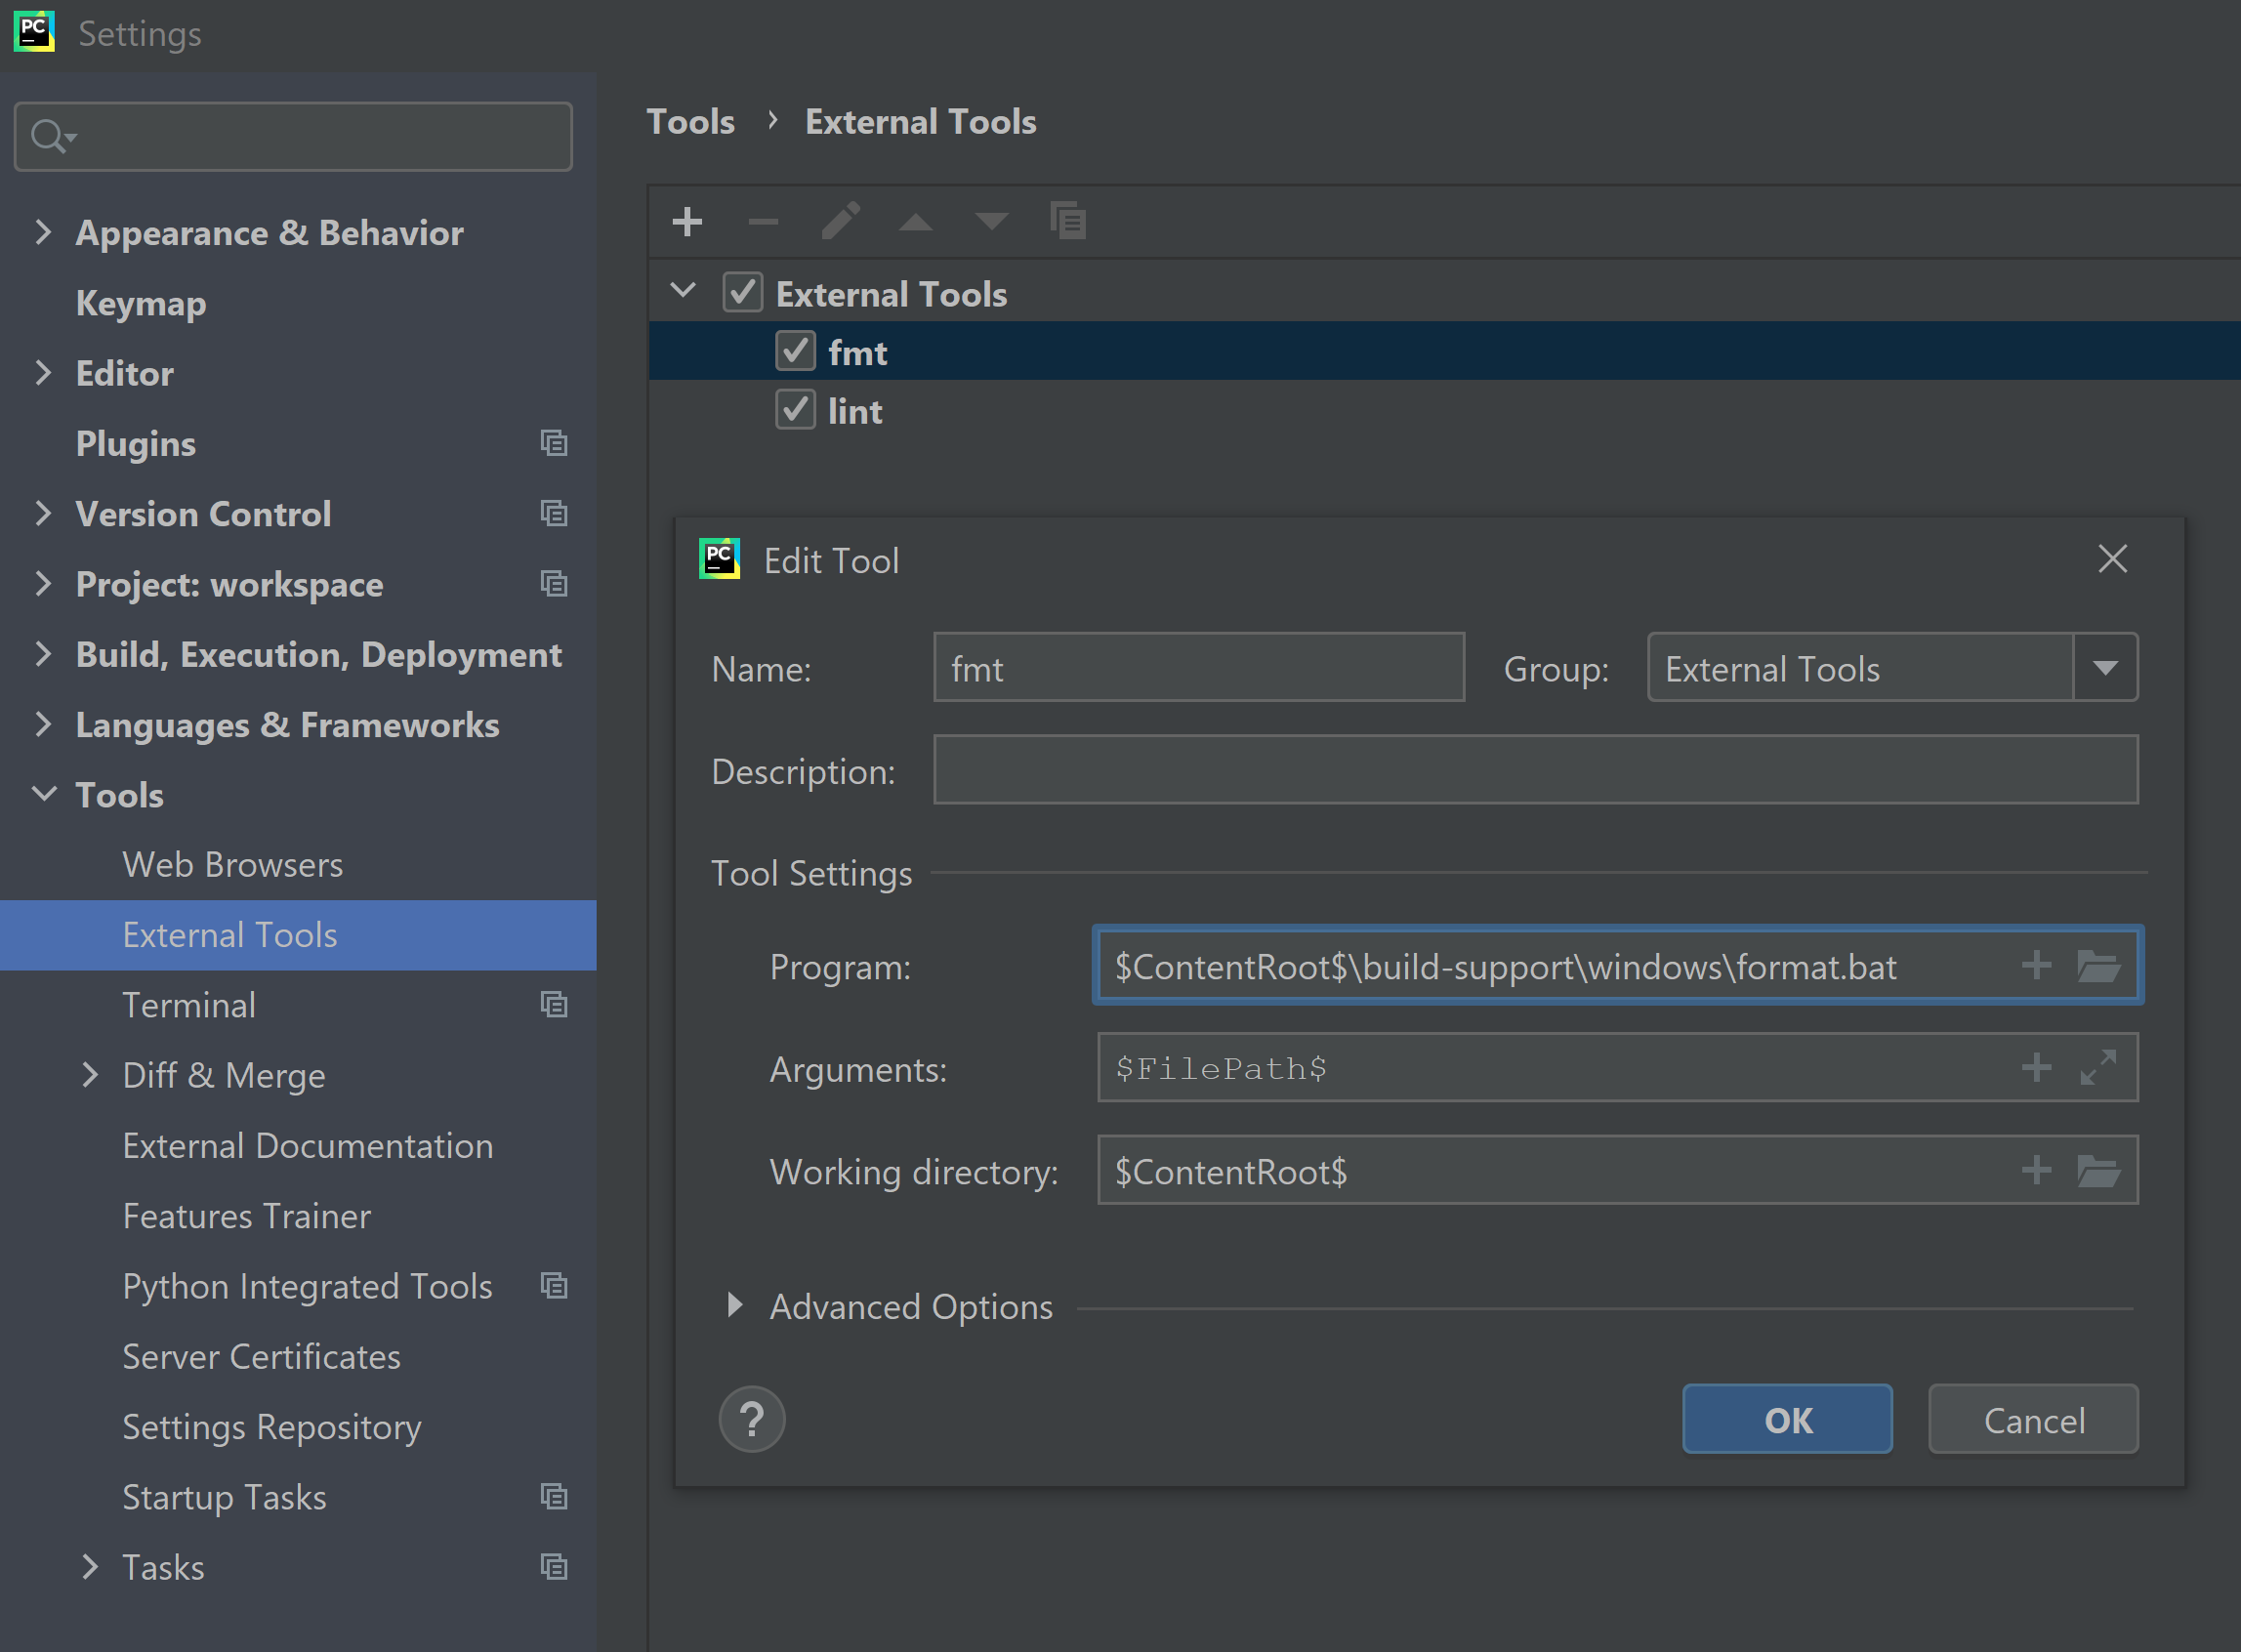 PC Settings
Appearance & Behavior
Keymap
Editor
Plugins
Version Control
Project: workspace
Build, Execution, Deployment
Languages & Frameworks
Tools
Web Browsers
External Tools
Terminal
Diff & Merge
External Documentation
Features Trainer
Python Integrated Tools
Server Certificates
Settings Repository
Startup Tasks
Tasks
Tools › External Tools
External Tools
fmt
lint
PC Edit Tool
Name: fmt Group: External Tools
Description:
Tool Settings
Program: $ContentRoot$\build-support\windows\format.bat
Arguments: $FilePath$
Working directory: $ContentRoot$
Advanced Options
? OK Cancel